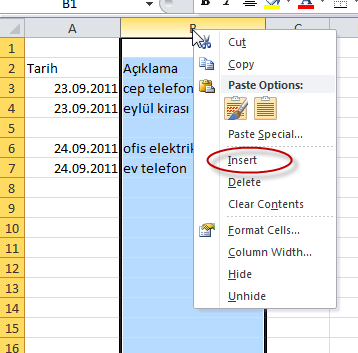 B1
A B C
1
2 Tarih Açıklama
3 23.09.2011 cep telefon
4 23.09.2011 eylül kirası
5
6 24.09.2011 ofis elektrik
7 24.09.2011 ev telefon
8
9
10
11
12
13
14
15
16
Cut
Copy
Paste Options:
Paste Special...
Insert
Delete
Clear Contents
Format Cells...
Column Width...
Hide
Unhide